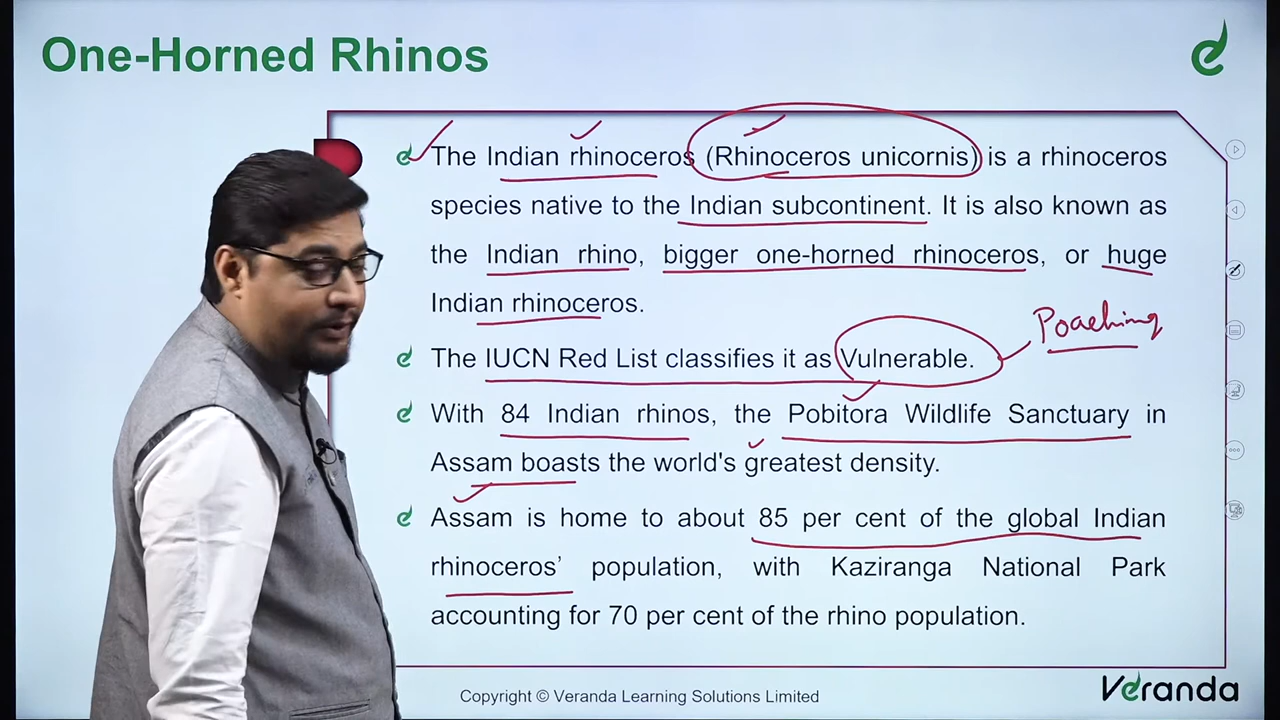 One-Horned Rhinos
The Indian rhinoceros (Rhinoceros unicornis) is a rhinoceros
species native to the Indian subcontinent. It is also known as
the Indian rhino, bigger one-horned rhinoceros, or huge
Indian rhinoceros.
Poaching
The IUCN Red List classifies it as Vulnerable.
With 84 Indian rhinos, the Pobitora Wildlife Sanctuary in
Assam boasts the world's greatest density.
Assam is home to about 85 per cent of the global Indian
rhinoceros' population, with Kaziranga National Park
accounting for 70 per cent of the rhino population.
Copyright © Veranda Learning Solutions Limited
Veranda